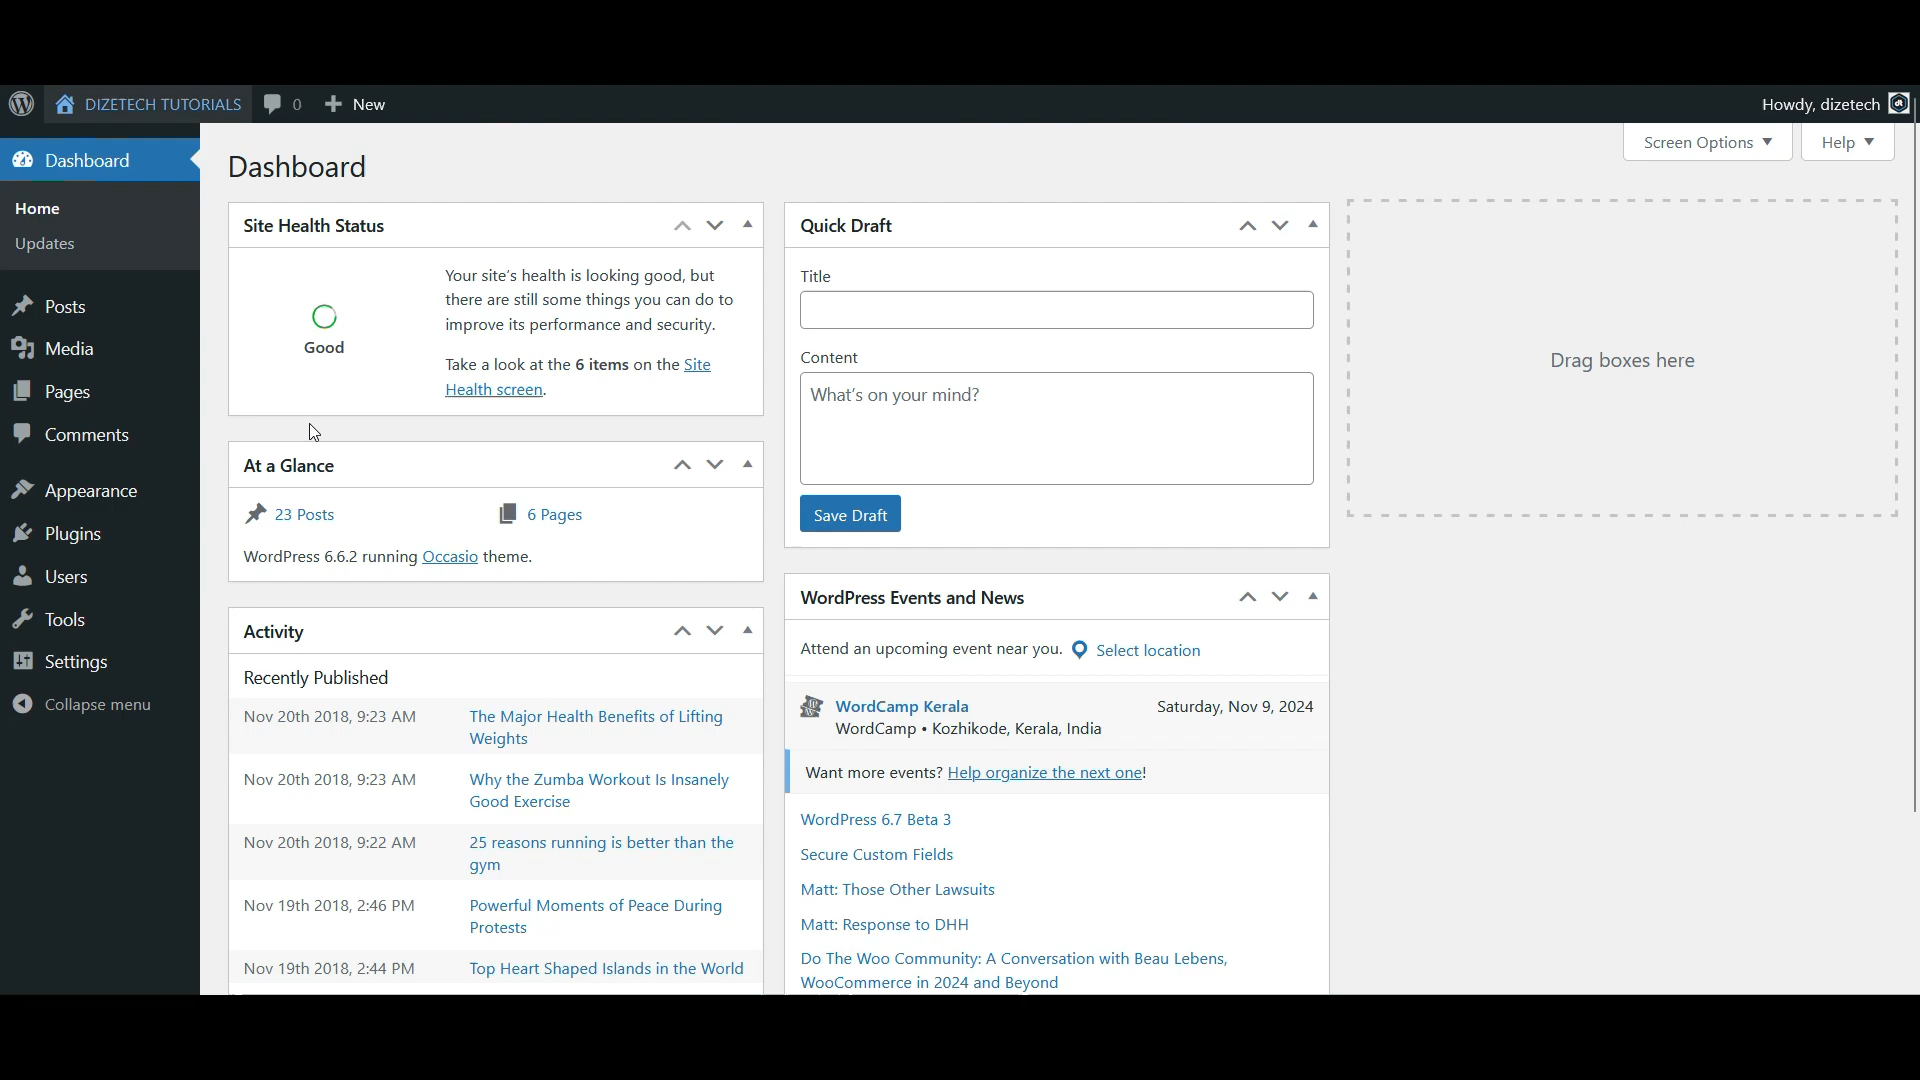 DIZETECH TUTORIALS 0 New Howdy, dizetech
Dashboard
Home
Updates
Posts
Media
Pages
Comments
Appearance
Plugins
Users
Tools
Settings
Collapse menu
Screen Options Help
Dashboard
Site Health Status
Good
Your site's health is looking good, but
there are still some things you can do to
improve its performance and security.
Take a look at the 6 items on the Site
Health screen.
At a Glance
23 Posts 6 Pages
WordPress 6.6.2 running Occasio theme.
Activity
Recently Published
Nov 20th 2018, 9:23 AM The Major Health Benefits of Lifting
Weights
Nov 20th 2018, 9:23 AM Why the Zumba Workout Is Insanely
Good Exercise
Nov 20th 2018, 9:22 AM 25 reasons running is better than the
gym
Nov 19th 2018, 2:46 PM Powerful Moments of Peace During
Protests
Nov 19th 2018, 2:44 PM Top Heart Shaped Islands in the World
Quick Draft
Title
Content
What's on your mind?
Save Draft
WordPress Events and News
Attend an upcoming event near you. Select location
WordCamp Kerala Saturday, Nov 9, 2024
WordCamp • Kozhikode, Kerala, India
Want more events? Help organize the next one!
WordPress 6.7 Beta 3
Secure Custom Fields
Matt: Those Other Lawsuits
Matt: Response to DHH
Do The Woo Community: A Conversation with Beau Lebens,
WooCommerce in 2024 and Beyond
Drag boxes here